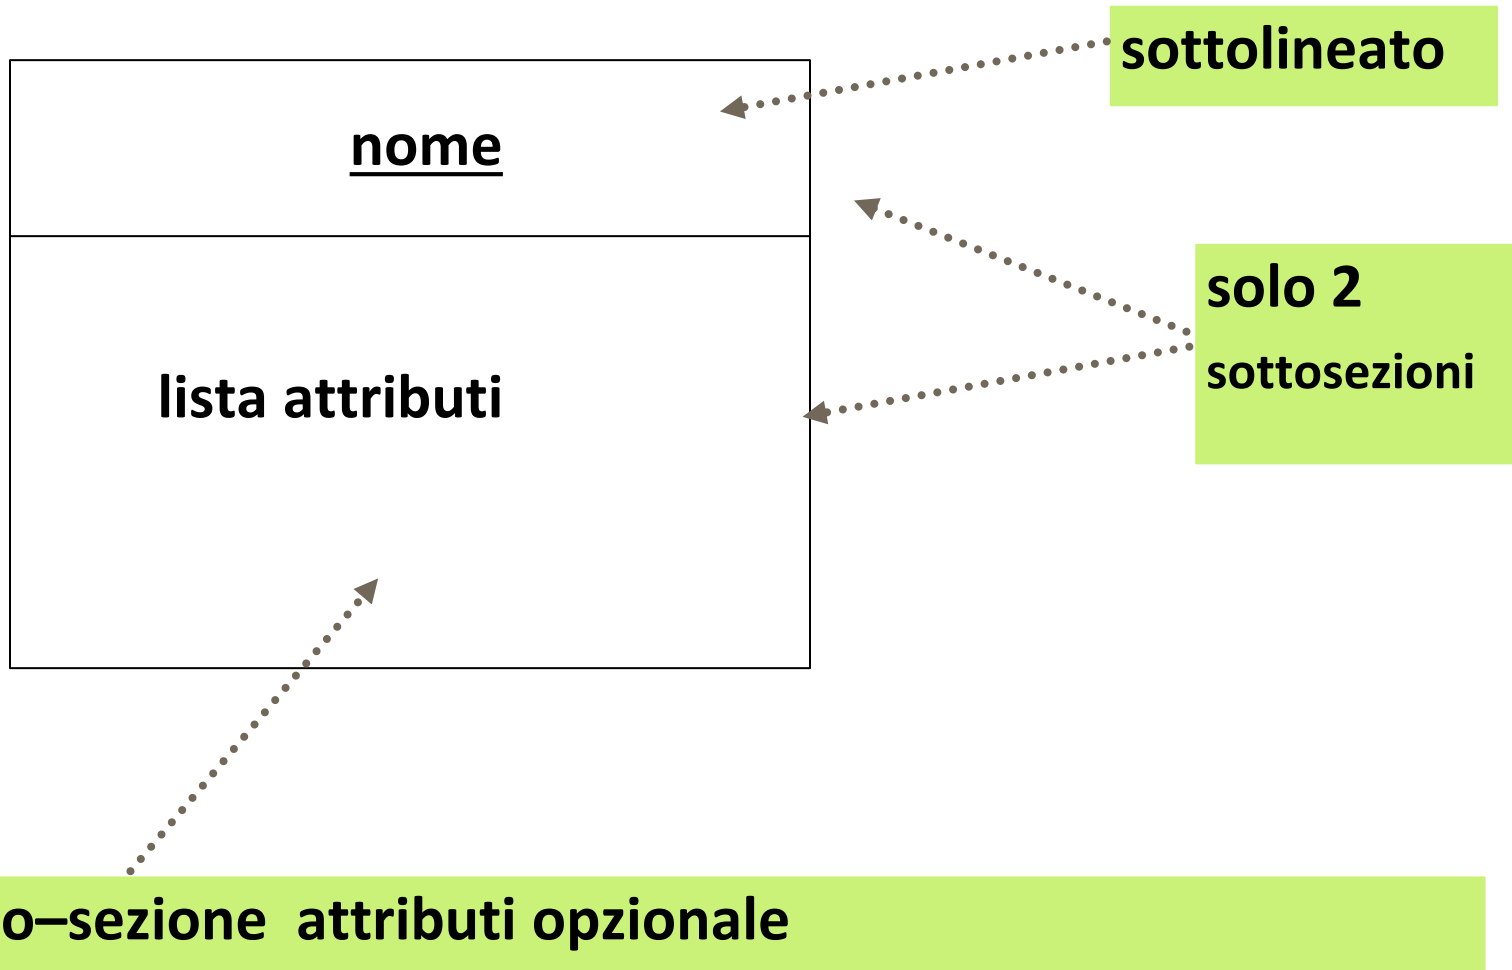 sottolineato
nome
solo 2
sottosezioni
lista attributi
o–sezione attributi opzionale